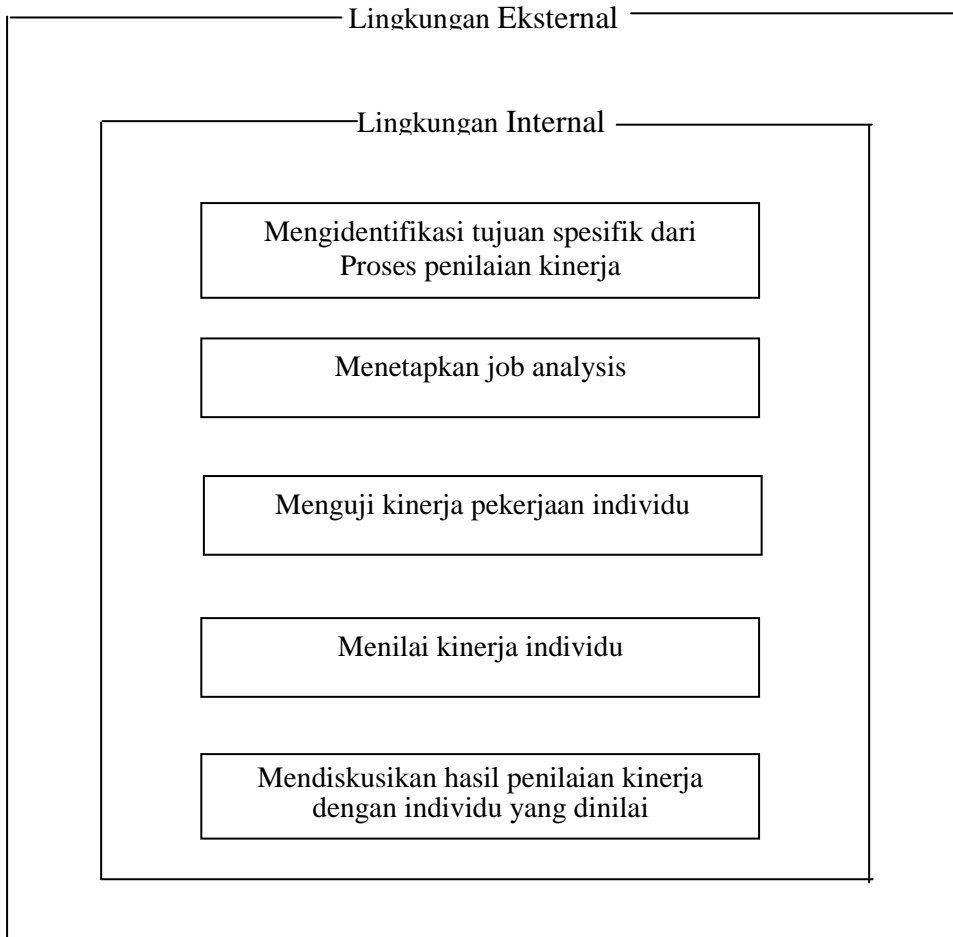 Lingkungan Eksternal
Lingkungan Internal
Mengidentifikasi tujuan spesifik dari
Proses penilaian kinerja
Menetapkan job analysis
Menguji kinerja pekerjaan individu
Menilai kinerja individu
Mendiskusikan hasil penilaian kinerja
dengan individu yang dinilai